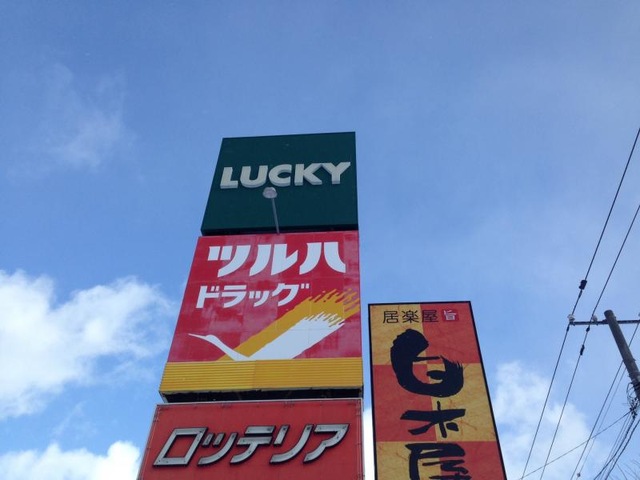 LUCKY
ツルハ
ドラッグ
ロッテリア
居楽屋
旨
白木屋